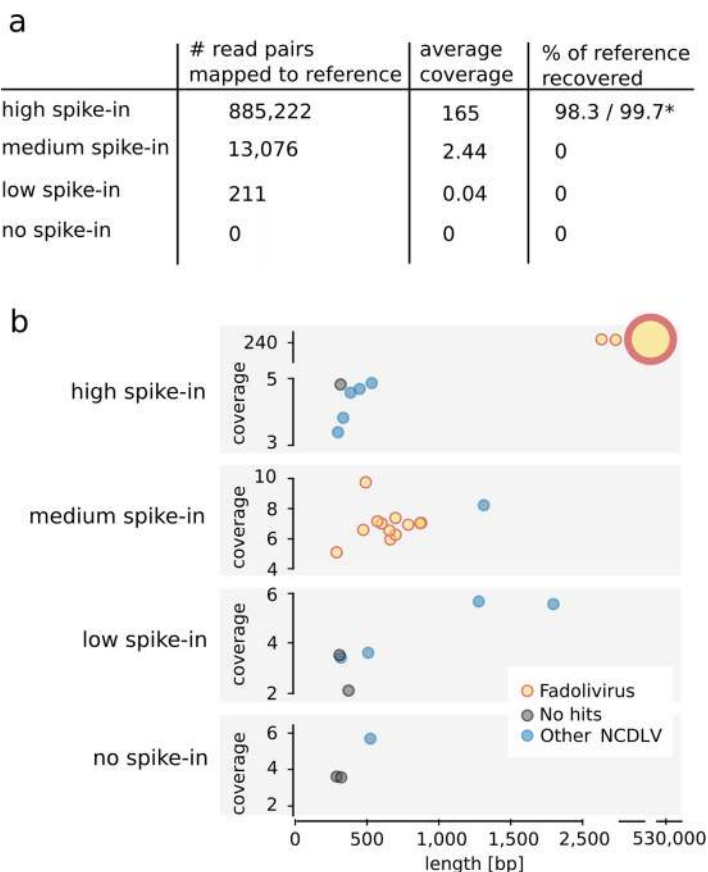 a
# read pairs mapped to reference | average coverage | % of reference recovered
high spike-in 885,222 165 98.3 / 99.7*
medium spike-in 13,076 2.44 0
low spike-in 211 0.04 0
no spike-in 0 0 0
b
high spike-in
coverage
240
5
3
medium spike-in
coverage
10
8
6
4
low spike-in
coverage
6
4
2
Fadolivirus
No hits
Other NCDLV
no spike-in
coverage
6
4
2
0 500 1,000 1,500 2,500 530,000
length [bp]